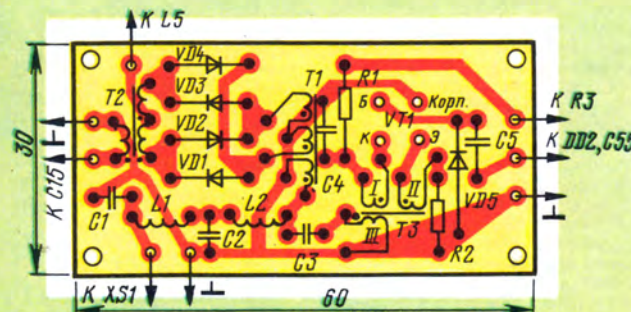 К L5
VD4
T1
R1
К R3
T2
VD3
Б
Корп.
VT1
VD2
К
Э
C5
К DD2, C55
30
VD1
C4
I
II
VD5
К C15
C1
L1
L2
C2
C3
III
T3
R2
К XS1
60